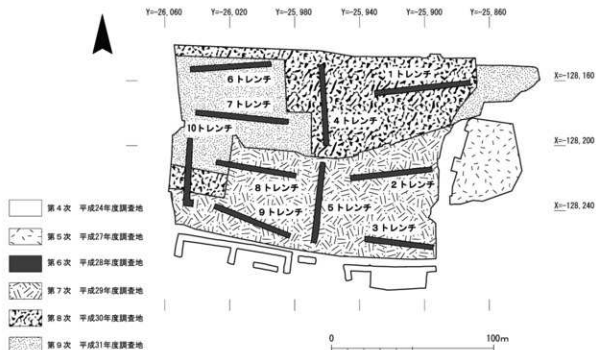 Y=-26,060 Y=-26,020 Y=-25,980 Y=-25,940 Y=-25,900 Y=-25,860
X=-128,160
X=-128,200
X=-128,240
1トレンチ
6トレンチ
7トレンチ
4トレンチ
10トレンチ
8トレンチ
2トレンチ
9トレンチ
5トレンチ
3トレンチ
第4次 平成24年度調査地
第5次 平成27年度調査地
第6次 平成28年度調査地
第7次 平成29年度調査地
第8次 平成30年度調査地
第9次 平成31年度調査地
0 100m